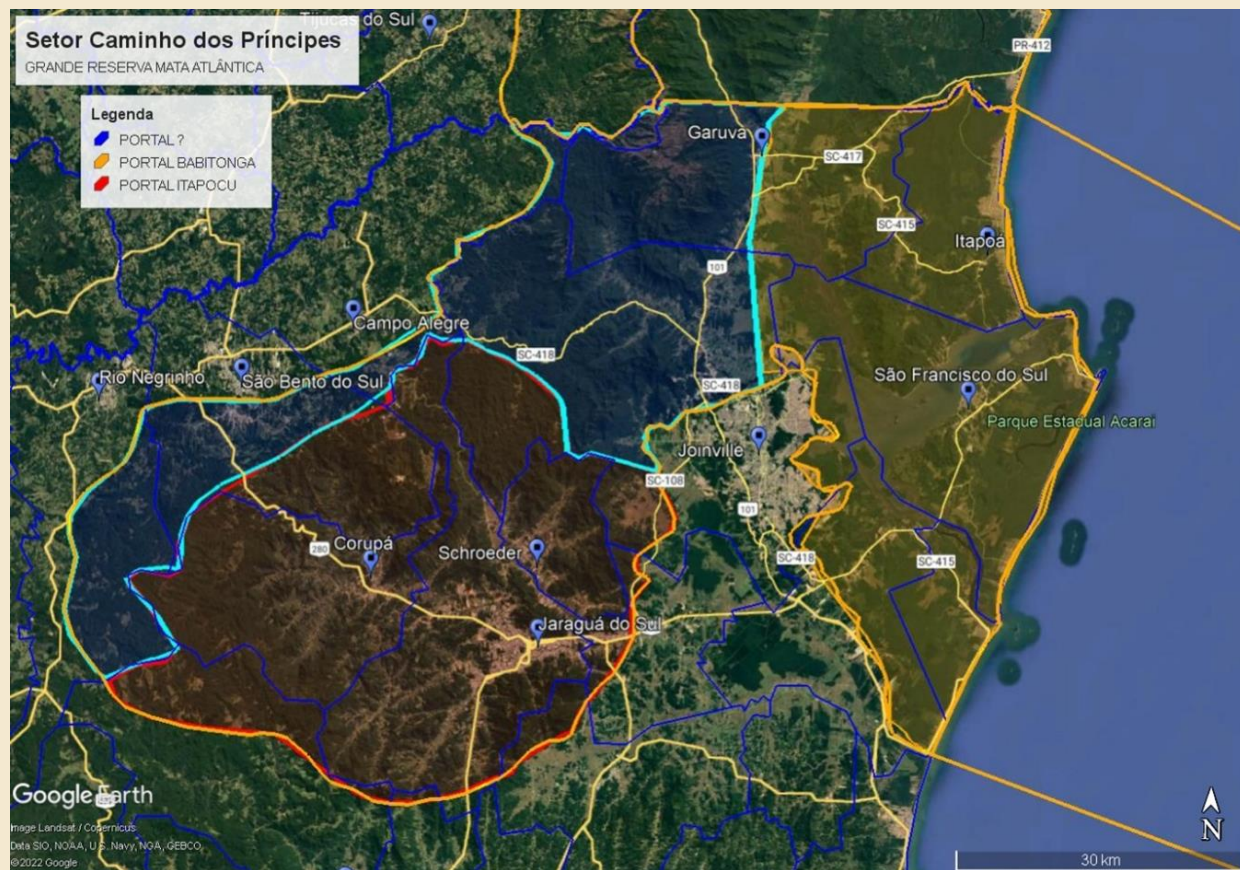 Setor Caminho dos Príncipes
GRANDE RESERVA MATA ATLÂNTICA
Legenda
PORTAL ?
PORTAL BABITONGA
PORTAL ITAPOCU
Tijucas do Sul
PR-412
Garuva
SC-417
SC-415
Itapoá
101
Campo Alegre
SC-418
Rio Negrinho
São Bento do Sul
SC-418
São Francisco do Sul
Parque Estadual Acaraí
Joinville
SC-108
101
280
Corupá
Schroeder
SC-418
SC-415
Jaraguá do Sul
Google Earth
Image Landsat / Copernicus
Data SIO, NOAA, U.S. Navy, NGA, GEBCO
©2022 Google
N
30 km